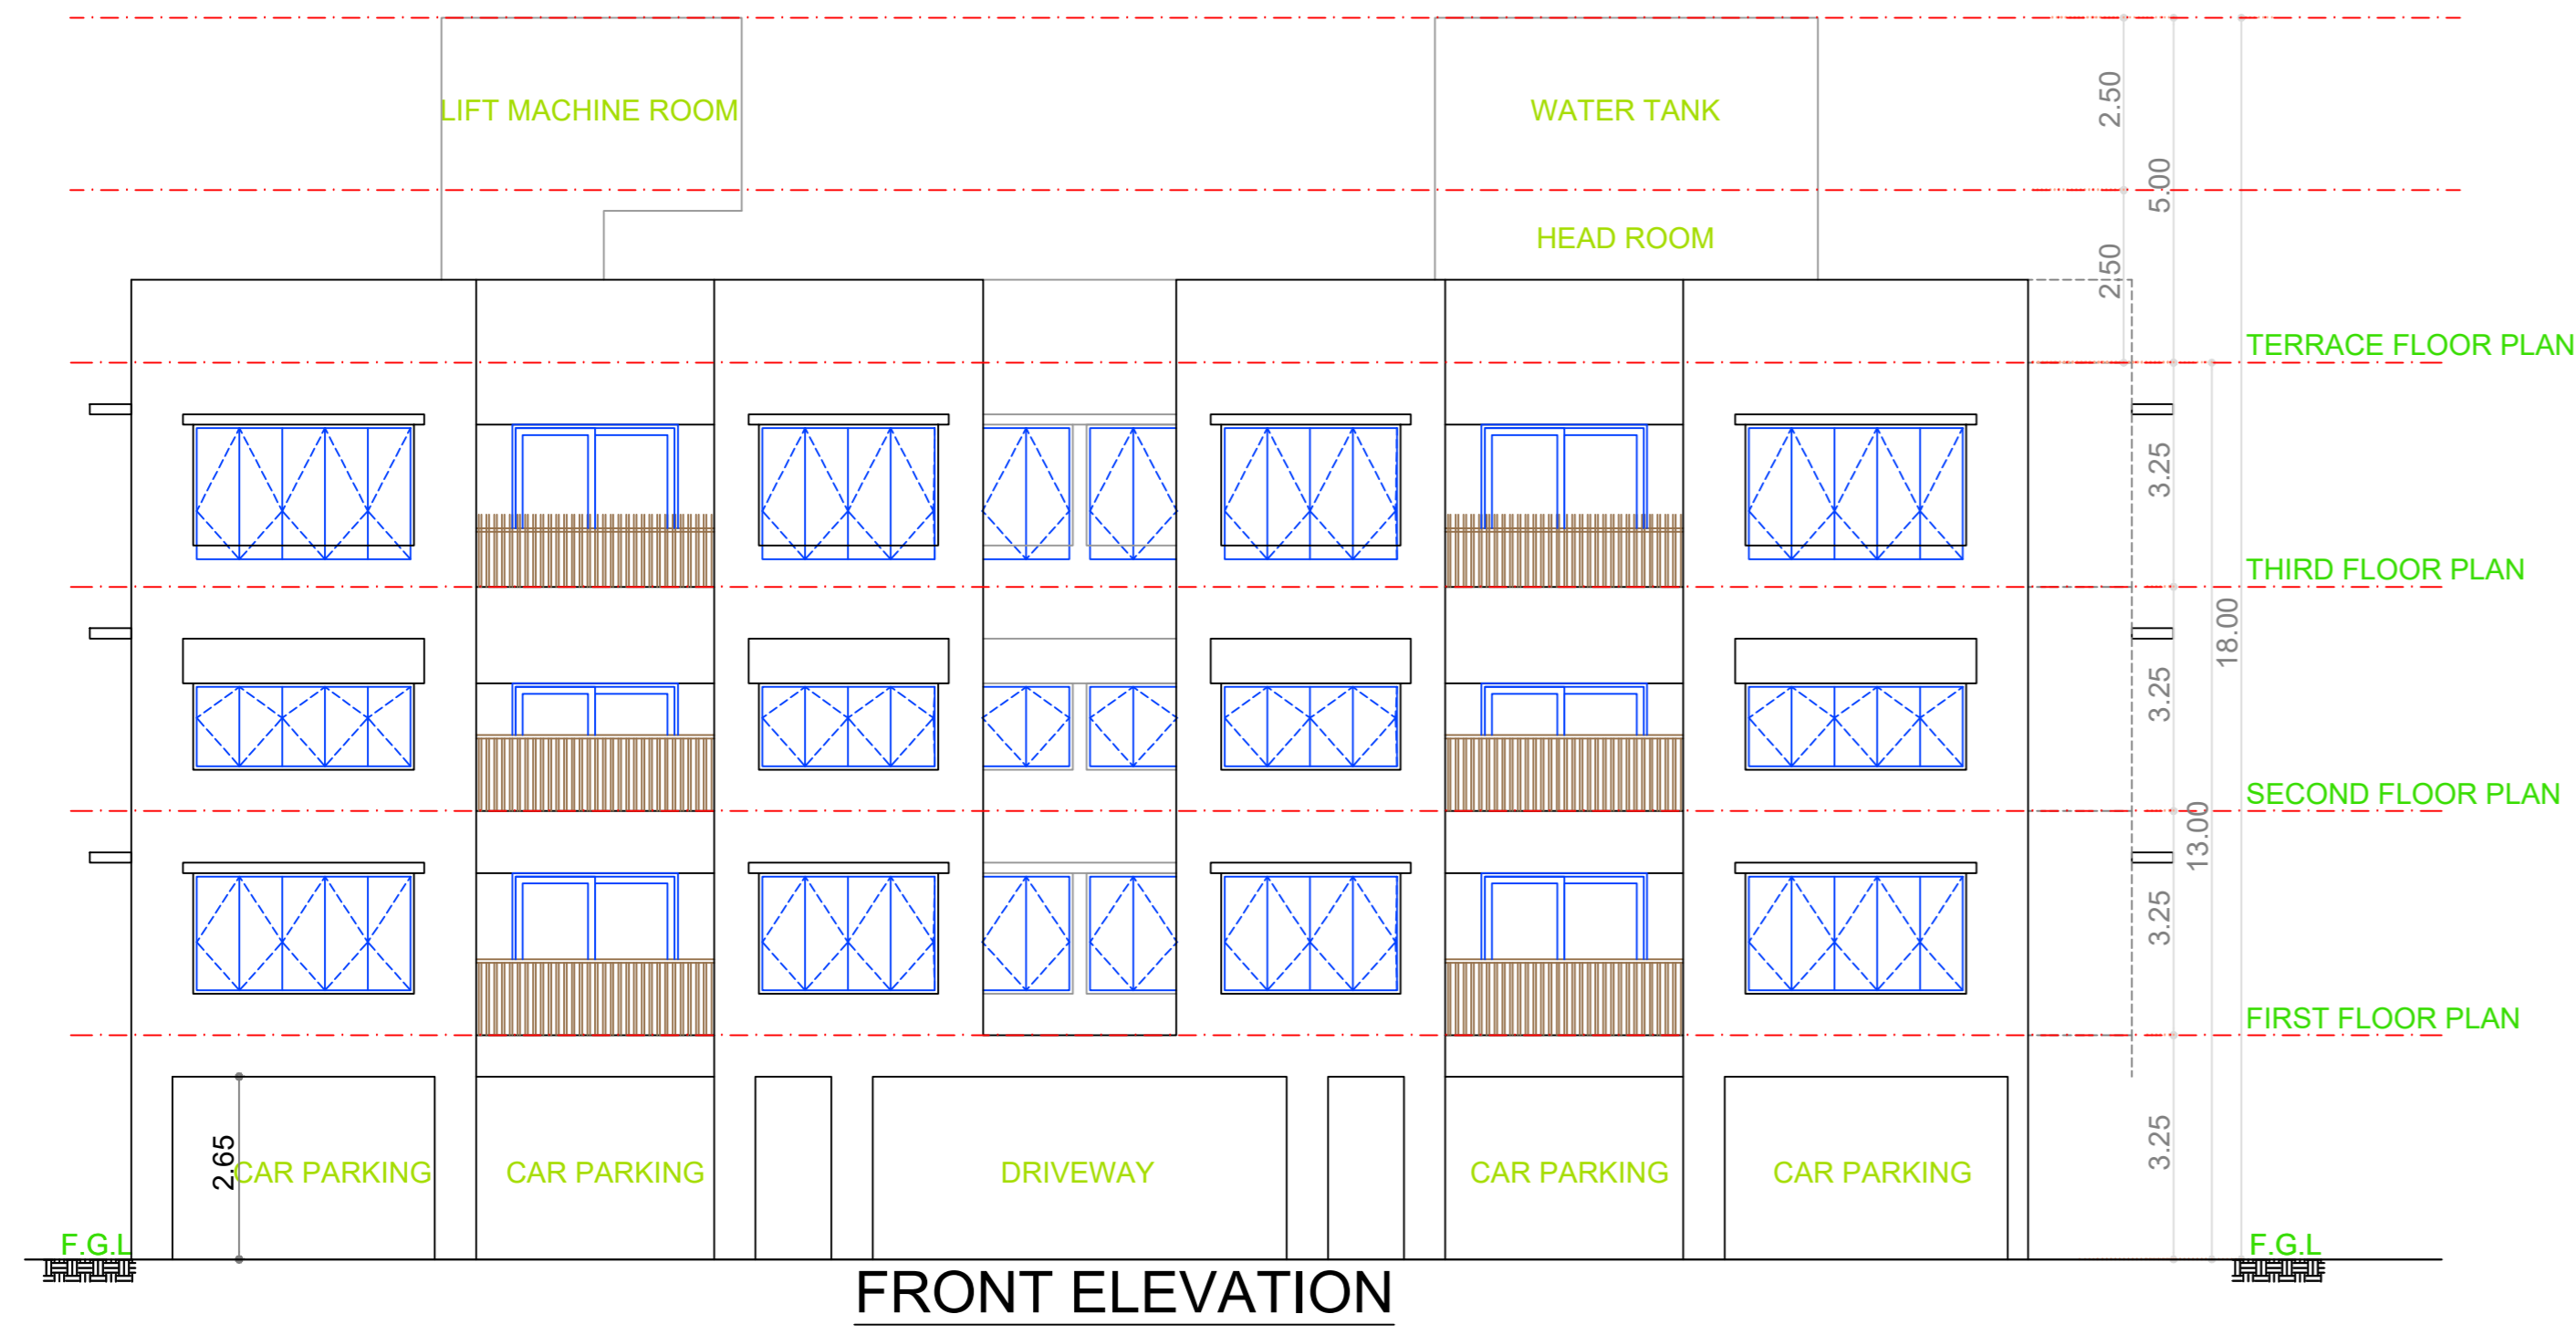 2.50
LIFT MACHINE ROOM
WATER TANK
5.00
HEAD ROOM
2.50
TERRACE FLOOR PLAN
3.25
THIRD FLOOR PLAN
18.00
3.25
SECOND FLOOR PLAN
13.00
3.25
FIRST FLOOR PLAN
2.65
CAR PARKING
CAR PARKING
DRIVEWAY
CAR PARKING
CAR PARKING
3.25
F.G.L
F.G.L
FRONT ELEVATION